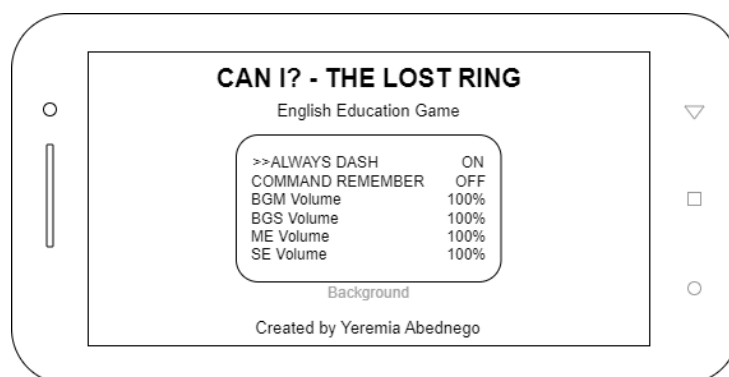 CAN I? - THE LOST RING
English Education Game
>>ALWAYS DASH ON
COMMAND REMEMBER OFF
BGM Volume 100%
BGS Volume 100%
ME Volume 100%
SE Volume 100%
Background
Created by Yeremia Abednego